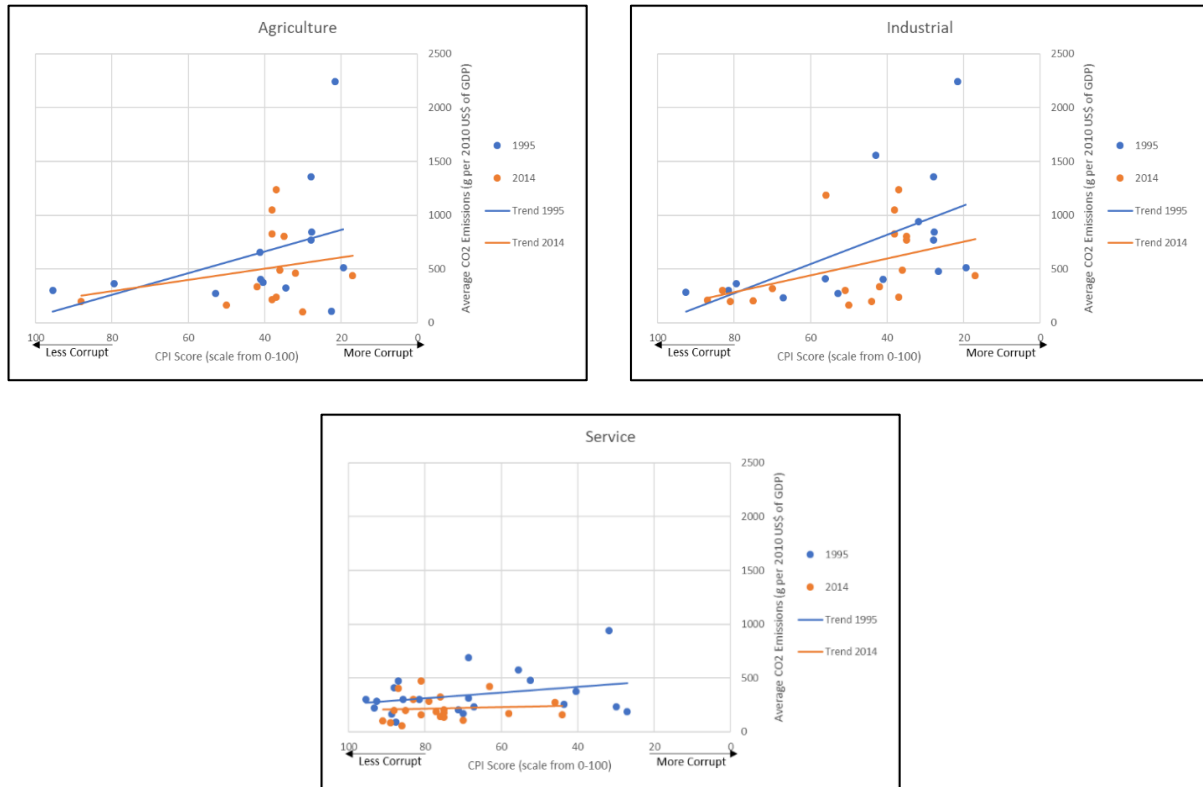 Agriculture
2500
2000
1500
1000
500
0
Average CO2 Emissions (g per 2010 US$ of GDP)
100
80
60
40
20
0
Less Corrupt
CPI Score (scale from 0-100)
More Corrupt
1995
2014
Trend 1995
Trend 2014
Industrial
2500
2000
1500
1000
500
0
Average CO2 Emissions (g per 2010 US$ of GDP)
100
80
60
40
20
0
Less Corrupt
CPI Score (scale from 0-100)
More Corrupt
1995
2014
Trend 1995
Trend 2014
Service
2500
2000
1500
1000
500
0
Average CO2 Emissions (g per 2010 US$ of GDP)
100
80
60
40
20
0
Less Corrupt
CPI Score (scale from 0-100)
More Corrupt
1995
2014
Trend 1995
Trend 2014